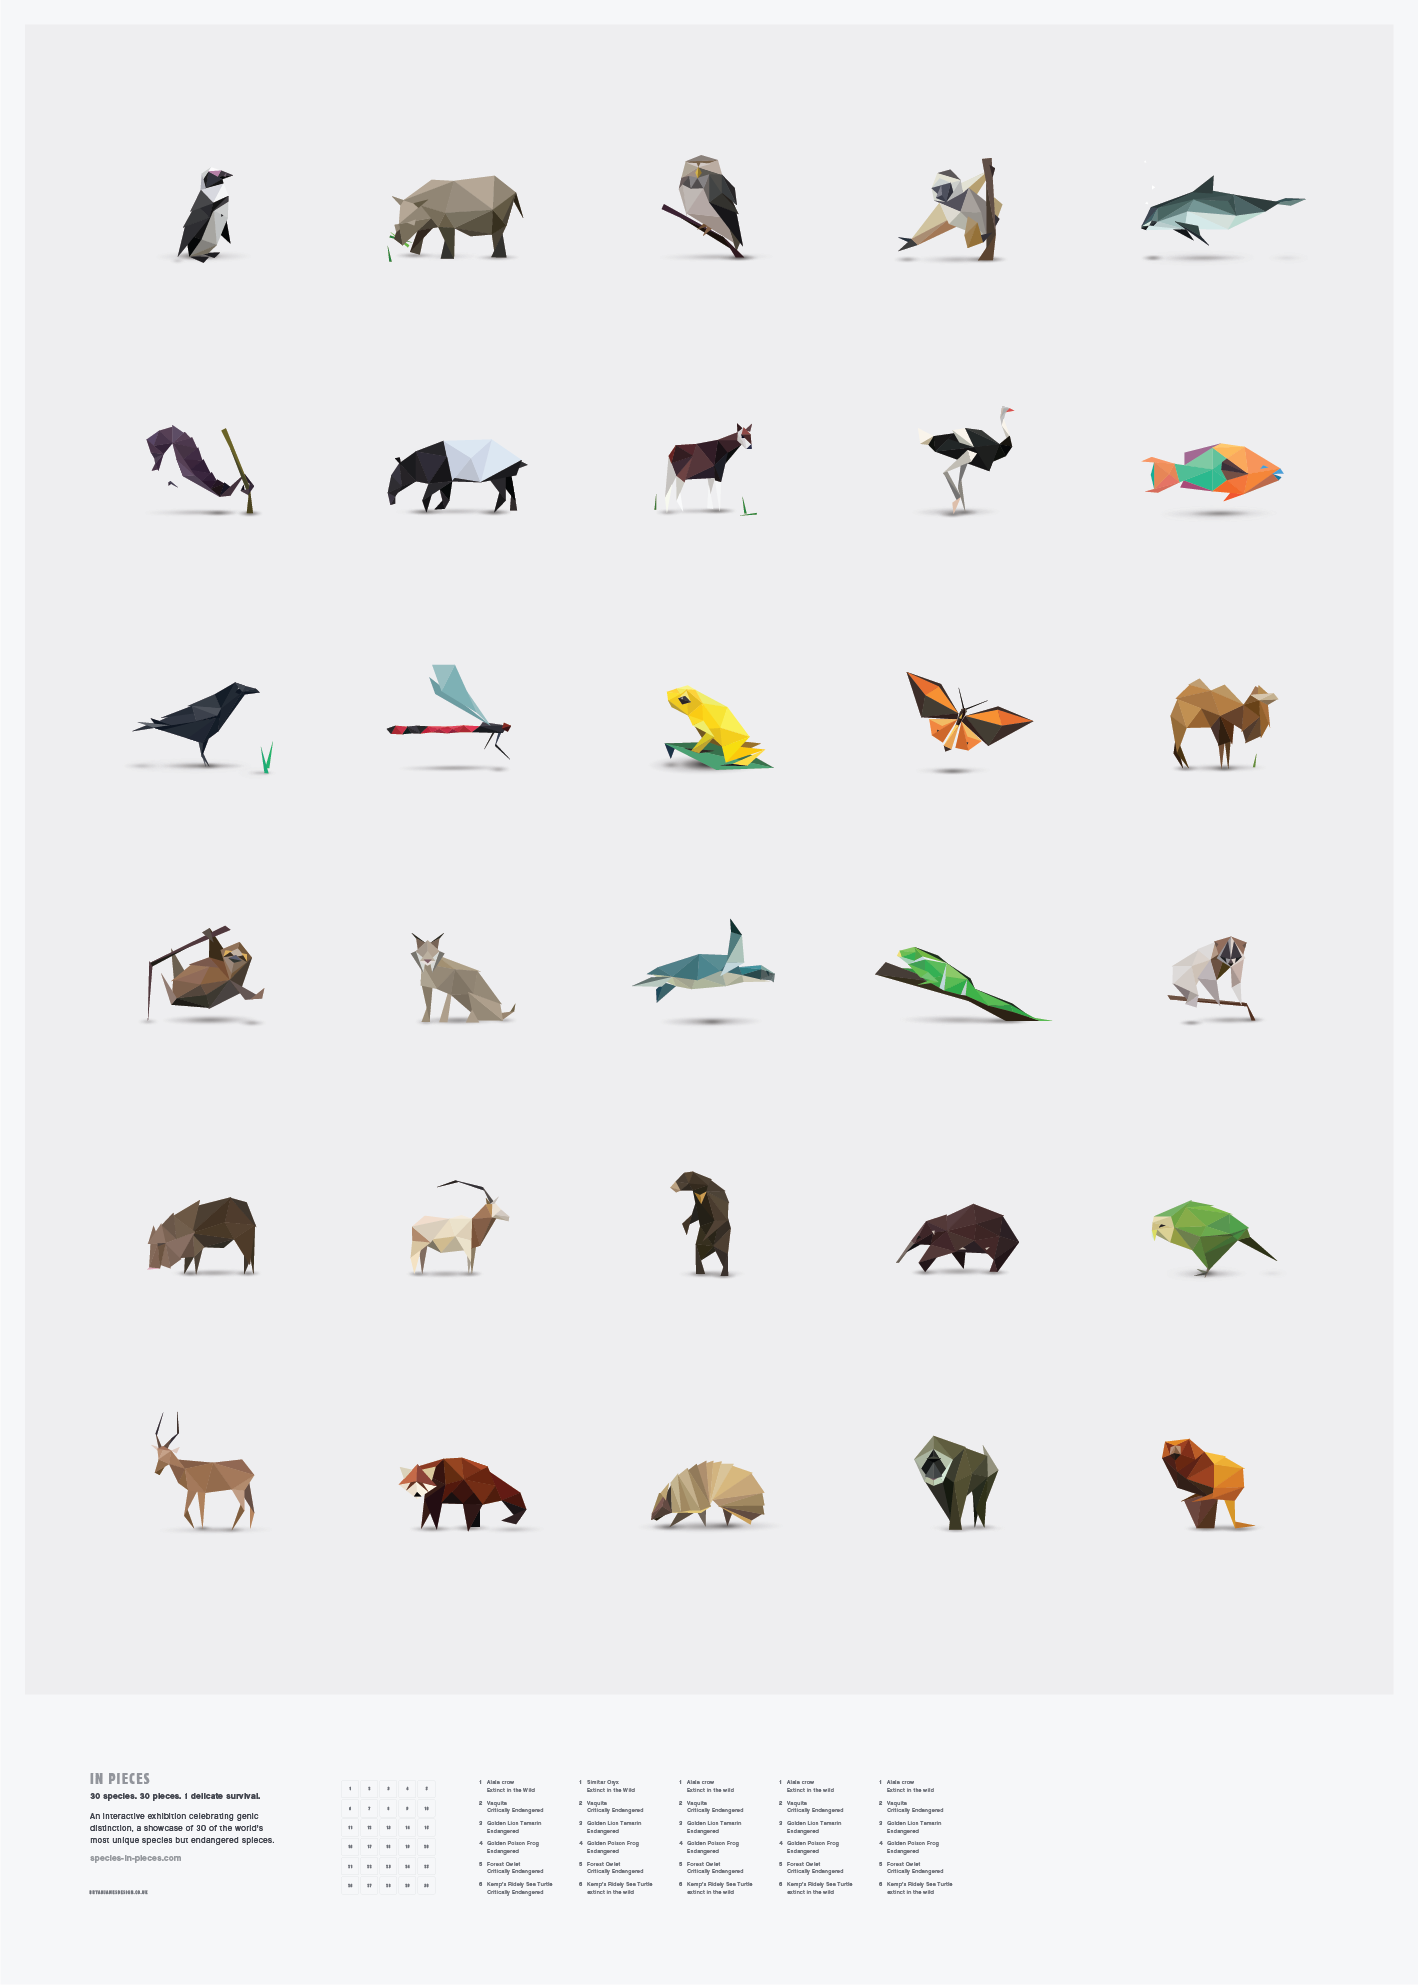 IN PIECES
30 species. 30 pieces. 1 delicate survival.
An interactive exhibition celebrating genic
distinction, a showcase of 30 of the world's
most unique species but endangered spieces.
species-in-pieces.com
BRYANJAMESDESIGN.CO.UK
1 2 3 4 5
6 7 8 9 10
11 12 13 14 15
16 17 18 19 20
21 22 23 24 25
26 27 28 29 30
1 Alala crow
Extinct in the Wild
2 Vaquita
Critically Endangered
3 Golden Lion Tamarin
Endangered
4 Golden Poison Frog
Endangered
5 Forest Owlet
Critically Endangered
6 Kemp's Ridely Sea Turtle
Critically Endangered
1 Simitar Oryx
Extinct in the Wild
2 Vaquita
Critically Endangered
3 Golden Lion Tamarin
Endangered
4 Golden Poison Frog
Endangered
5 Forest Owlet
Critically Endangered
6 Kemp's Ridely Sea Turtle
extinct in the wild
1 Alala crow
Extinct in the wild
2 Vaquita
Critically Endangered
3 Golden Lion Tamarin
Endangered
4 Golden Poison Frog
Endangered
5 Forest Owlet
Critically Endangered
6 Kemp's Ridely Sea Turtle
extinct in the wild
1 Alala crow
Extinct in the wild
2 Vaquita
Critically Endangered
3 Golden Lion Tamarin
Endangered
4 Golden Poison Frog
Endangered
5 Forest Owlet
Critically Endangered
6 Kemp's Ridely Sea Turtle
extinct in the wild
1 Alala crow
Extinct in the wild
2 Vaquita
Critically Endangered
3 Golden Lion Tamarin
Endangered
4 Golden Poison Frog
Endangered
5 Forest Owlet
Critically Endangered
6 Kemp's Ridely Sea Turtle
extinct in the wild